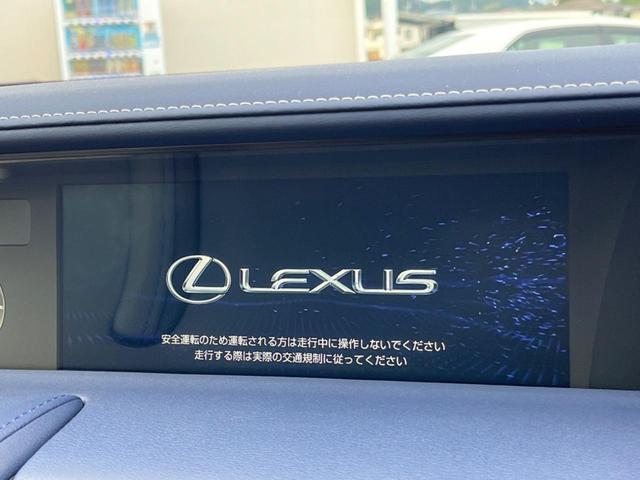 LEXUS
安全運転のため運転される方は走行中に操作しないでください
走行する際は実際の交通規制に従ってください